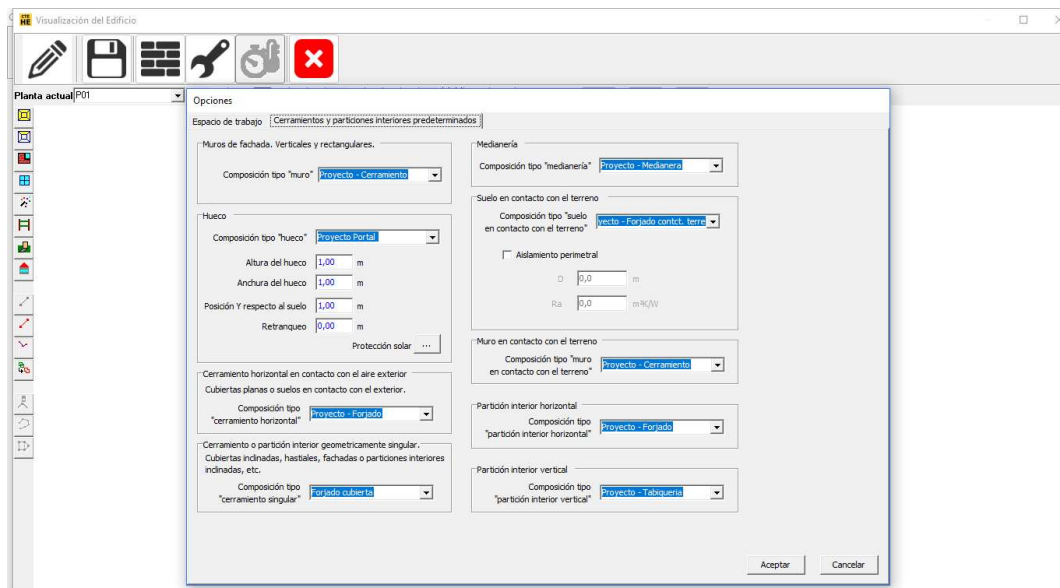 CTE
HE
Visualización del Edificio
Planta actual P01
Opciones
Espacio de trabajo
Cerramientos y particiones interiores predeterminados
Muros de fachada. Verticales y rectangulares.
Composición tipo "muro" Proyecto - Cerramiento
Hueco
Composición tipo "hueco" Proyecto Portal
Altura del hueco 1,00 m
Anchura del hueco 1,00 m
Posición Y respecto al suelo 1,00 m
Retranqueo 0,00 m
Protección solar ...
Cerramiento horizontal en contacto con el aire exterior
Cubiertas planas o suelos en contacto con el exterior.
Composición tipo
"cerramiento horizontal" Proyecto - Forjado
Cerramiento o partición interior geometricamente singular.
Cubiertas inclinadas, hastiales, fachadas o particiones interiores
inclinadas, etc.
Composición tipo
"cerramiento singular" Forjado cubierta
Medianería
Composición tipo "medianería" Proyecto - Medianera
Suelo en contacto con el terreno
Composición tipo "suelo
en contacto con el terreno" yecto - Forjado contct. terre
Aislamiento perimetral
D 0,0 m
Ra 0,0 m²K/W
Muro en contacto con el terreno
Composición tipo "muro
en contacto con el terreno" Proyecto - Cerramiento
Partición interior horizontal
Composición tipo
"partición interior horizontal" Proyecto - Forjado
Partición interior vertical
Composición tipo
"partición interior vertical" Proyecto - Tabiqueria
Aceptar
Cancelar